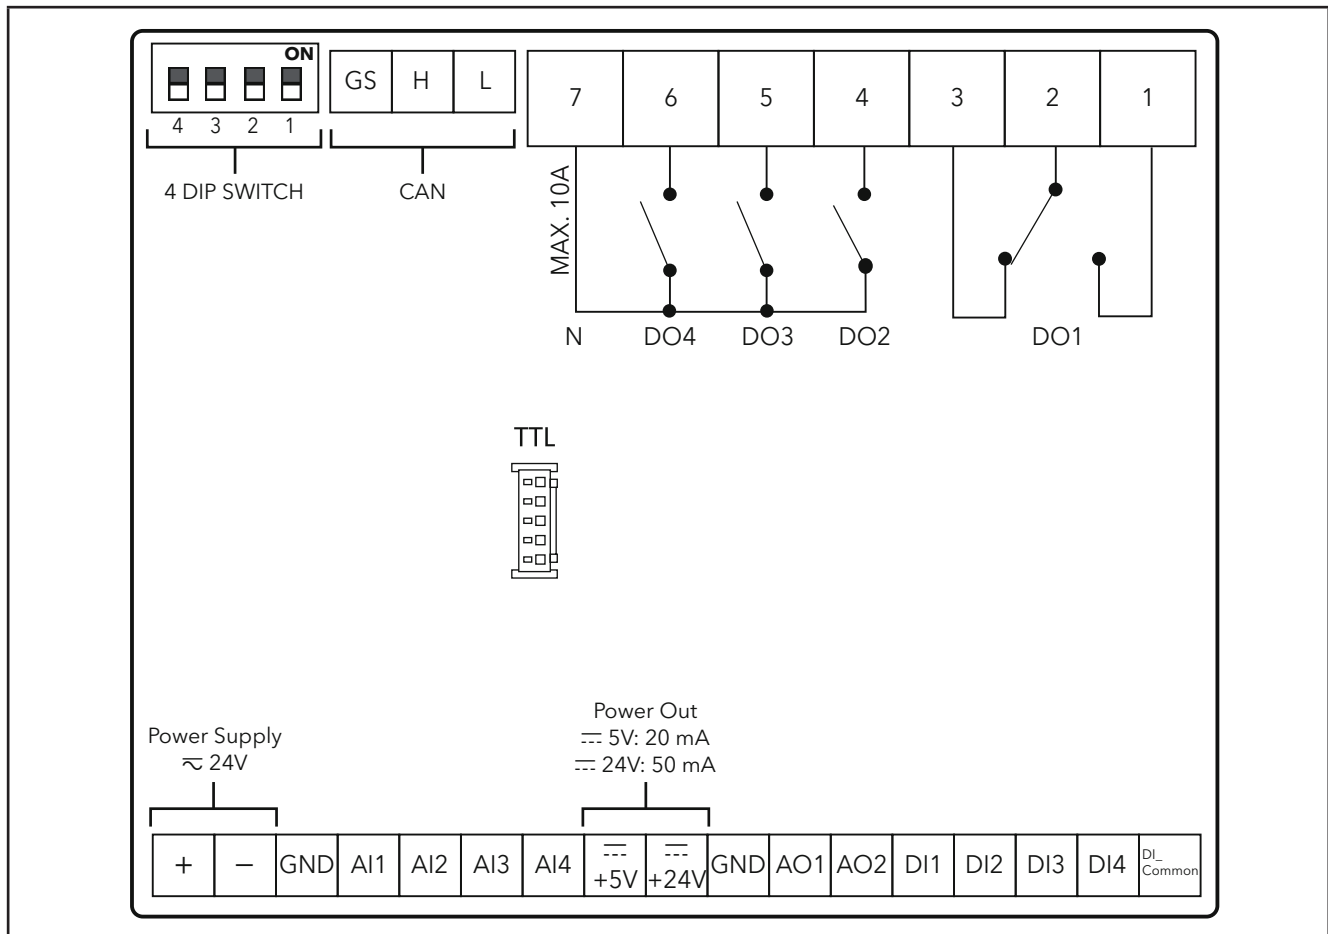 ON
4 3 2 1
4 DIP SWITCH
GS H L
CAN
7 6 5 4 3 2 1
MAX. 10A
N DO4 DO3 DO2 DO1
TTL
Power Supply
24V
Power Out
5V: 20 mA
24V: 50 mA
+ − GND AI1 AI2 AI3 AI4 +5V +24V GND AO1 AO2 DI1 DI2 DI3 DI4 DI_
Common